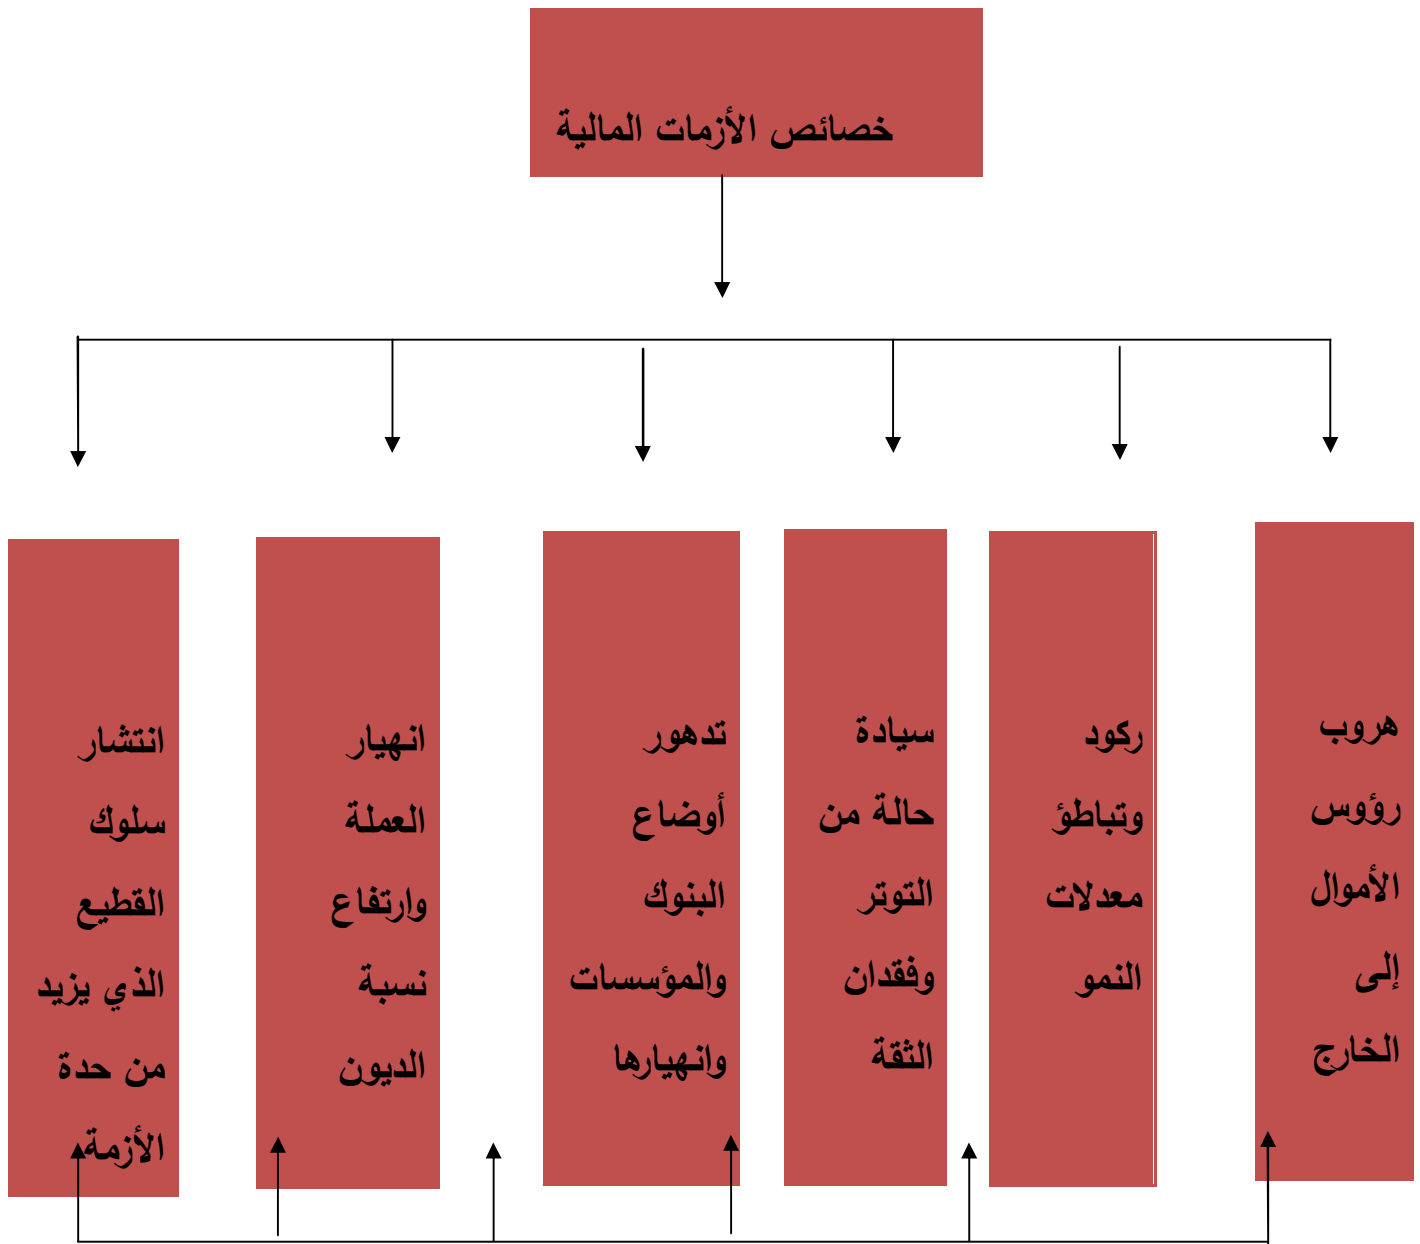 خصائص الأزمات المالية
هروب
رؤوس
الأموال
إلى
الخارج
ركود
وتباطؤ
معدلات
النمو
سيادة
حالة من
التوتر
وفقدان
الثقة
تدهور
أوضاع
البنوك
والمؤسسات
وانهيارها
انهيار
العملة
وارتفاع
نسبة
الديون
انتشار
سلوك
القطيع
الذي يزيد
من حدة
الأزمة